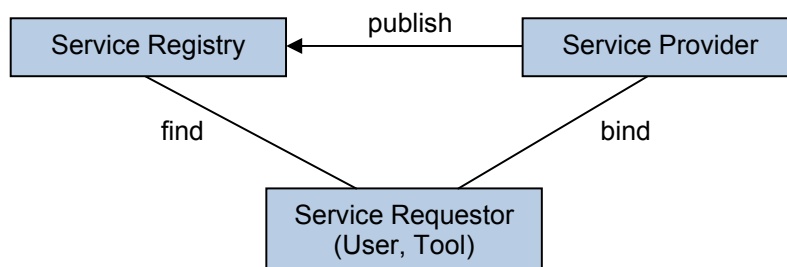 publish
Service Registry
Service Provider
find
bind
Service Requestor
(User, Tool)